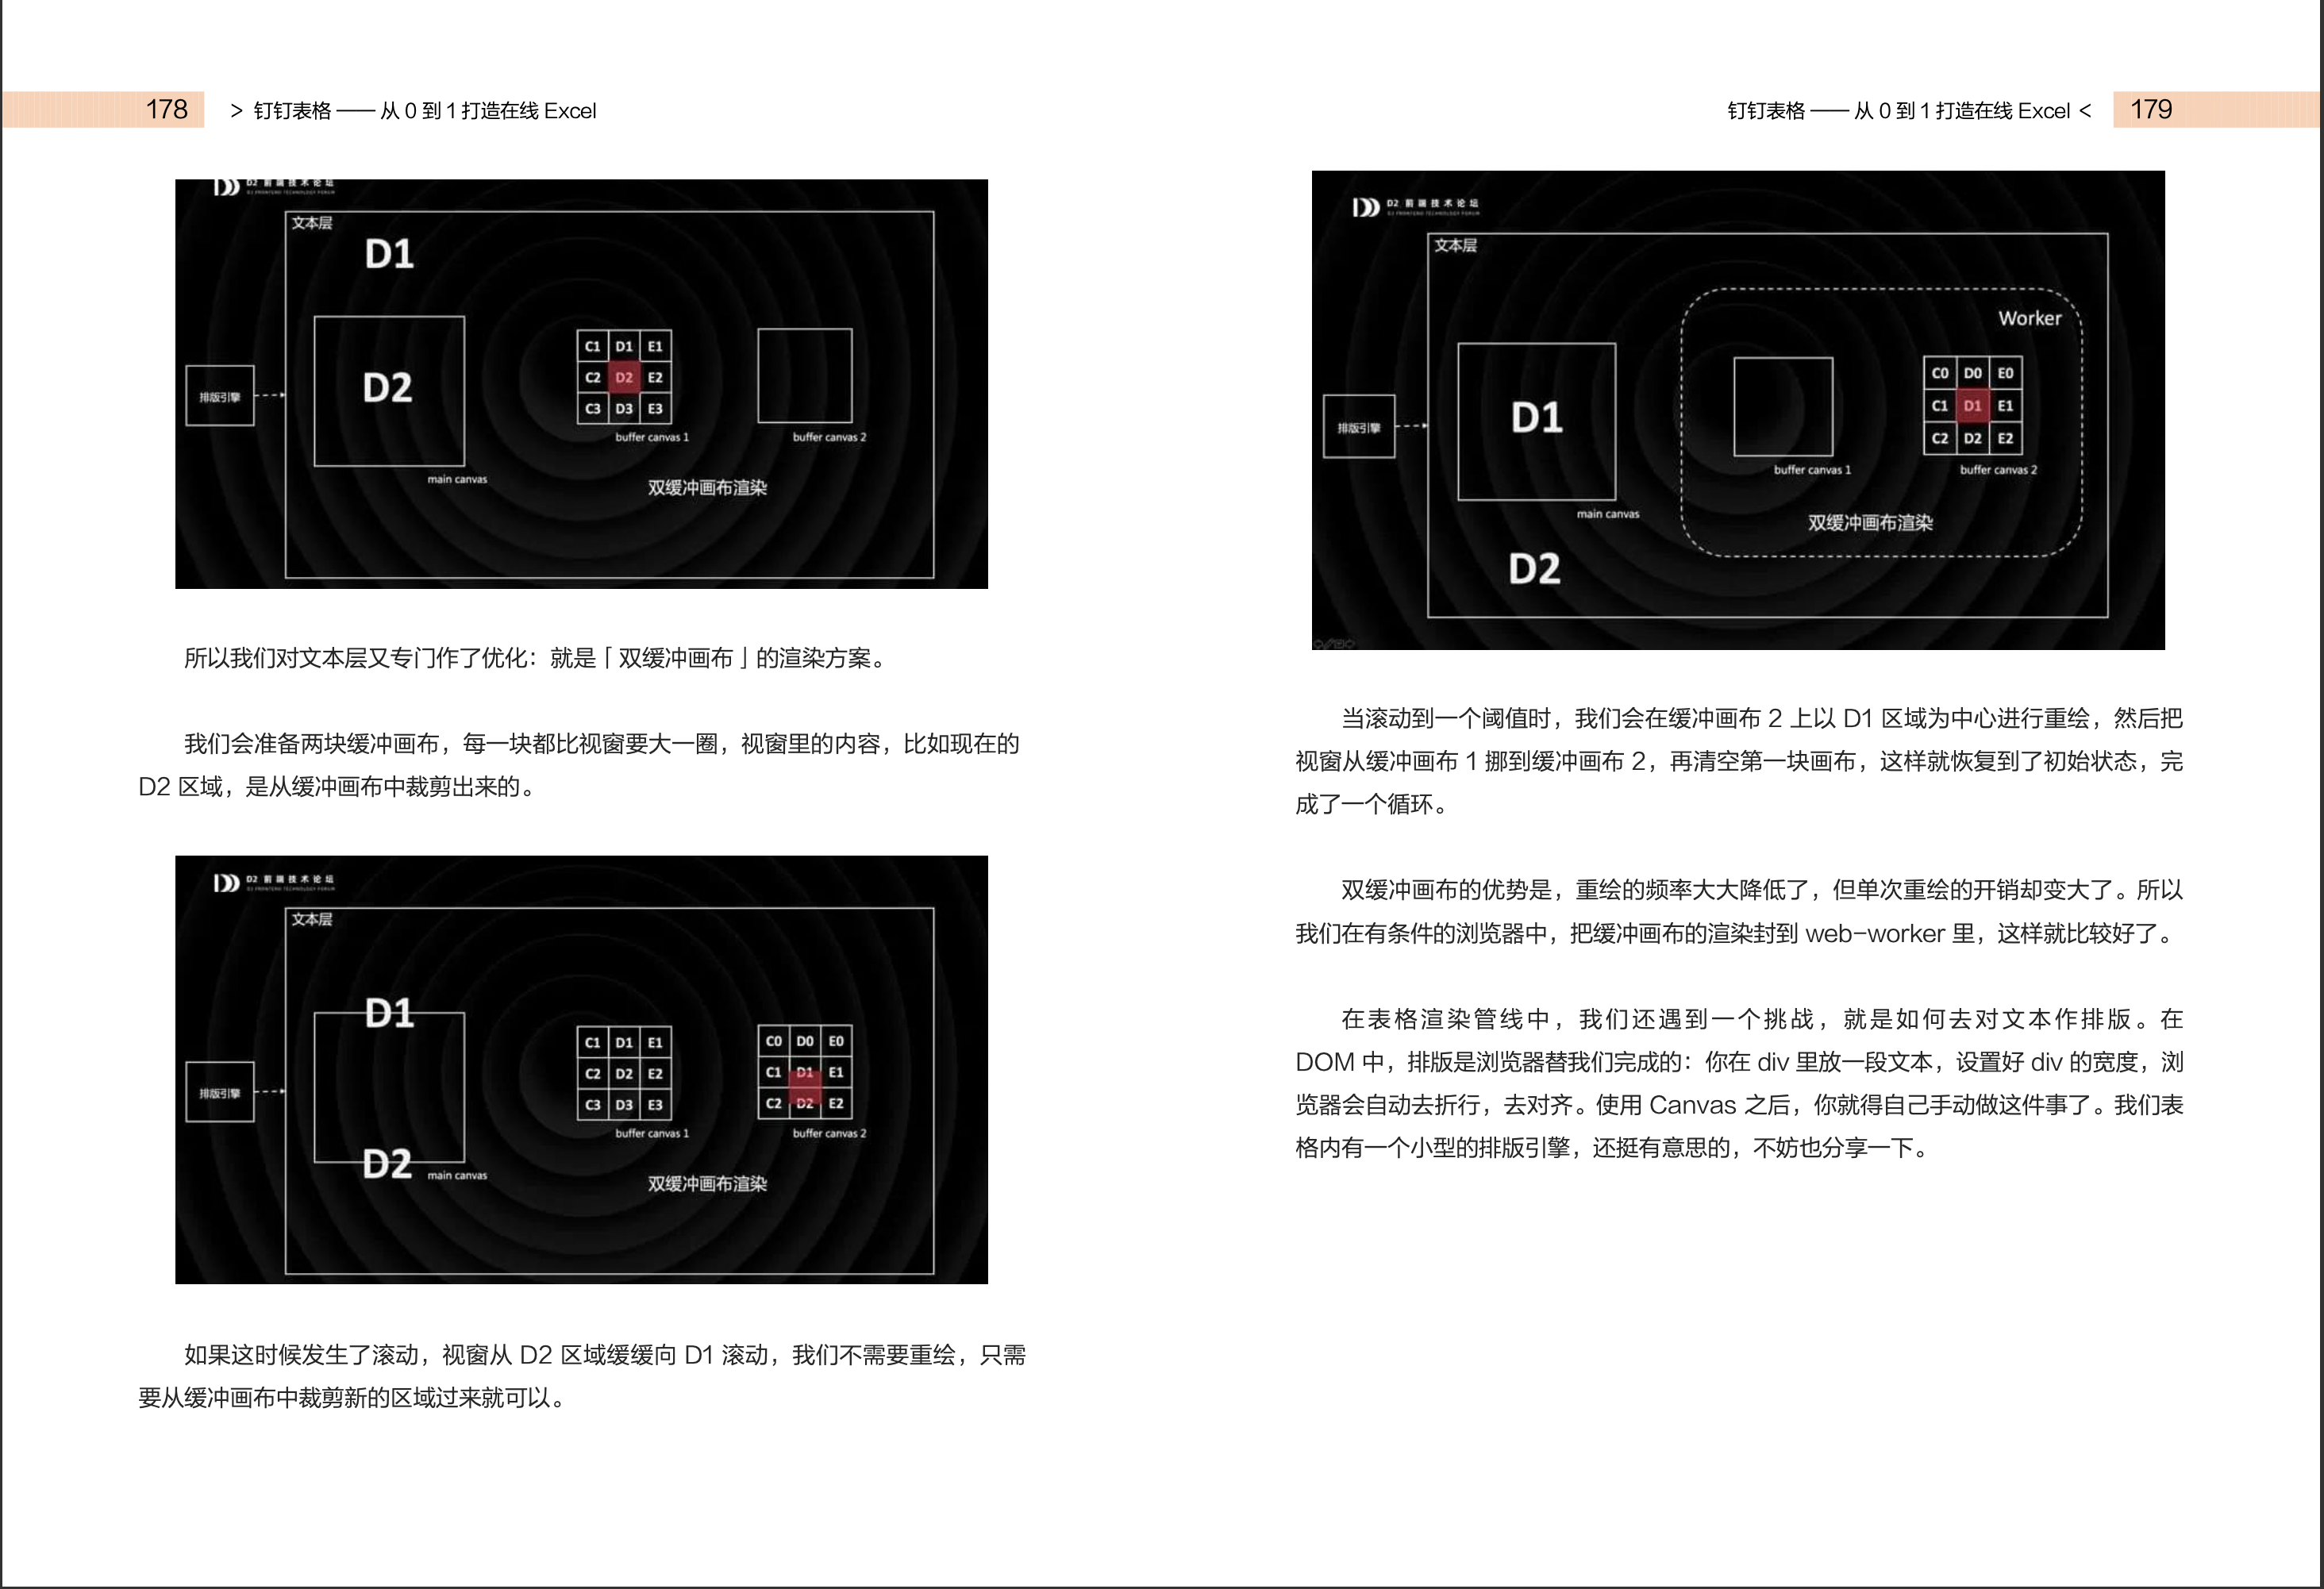 178
> 钉钉表格 —— 从 0 到 1 打造在线 Excel
D2 前端技术论坛
D2 FRONTEND TECHNOLOGY FORUM
文本层
D1
D2
排版引擎
main canvas
C1 D1 E1
C2 D2 E2
C3 D3 E3
buffer canvas 1
buffer canvas 2
双缓冲画布渲染
所以我们对文本层又专门作了优化：就是「双缓冲画布」的渲染方案。
我们会准备两块缓冲画布，每一块都比视窗要大一圈，视窗里的内容，比如现在的
D2 区域，是从缓冲画布中裁剪出来的。
D2 前端技术论坛
D2 FRONTEND TECHNOLOGY FORUM
文本层
D1
D2
排版引擎
main canvas
C1 D1 E1
C2 D2 E2
C3 D3 E3
buffer canvas 1
C0 D0 E0
C1 D1 E1
C2 D2 E2
buffer canvas 2
双缓冲画布渲染
如果这时候发生了滚动，视窗从 D2 区域缓缓向 D1 滚动，我们不需要重绘，只需
要从缓冲画布中裁剪新的区域过来就可以。
钉钉表格 —— 从 0 到 1 打造在线 Excel <
179
D2 前端技术论坛
D2 FRONTEND TECHNOLOGY FORUM
文本层
Worker
排版引擎
D1
main canvas
D2
buffer canvas 1
C0 D0 E0
C1 D1 E1
C2 D2 E2
buffer canvas 2
双缓冲画布渲染
当滚动到一个阈值时，我们会在缓冲画布 2 上以 D1 区域为中心进行重绘，然后把
视窗从缓冲画布 1 挪到缓冲画布 2，再清空第一块画布，这样就恢复到了初始状态，完
成了一个循环。
双缓冲画布的优势是，重绘的频率大大降低了，但单次重绘的开销却变大了。所以
我们在有条件的浏览器中，把缓冲画布的渲染封到 web-worker 里，这样就比较好了。
在表格渲染管线中，我们还遇到一个挑战，就是如何去对文本作排版。在
DOM 中，排版是浏览器替我们完成的：你在 div 里放一段文本，设置好 div 的宽度，浏
览器会自动去折行，去对齐。使用 Canvas 之后，你就得自己手动做这件事了。我们表
格内有一个小型的排版引擎，还挺有意思的，不妨也分享一下。